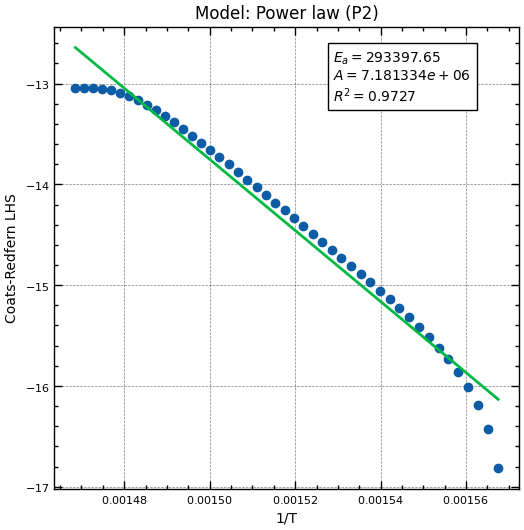 Model: Power law (P2)
E_a = 293397.65
A = 7.181334e + 06
R^2 = 0.9727
Coats-Redfern LHS
−13
−14
−15
−16
−17
0.00148 0.00150 0.00152 0.00154 0.00156
1/T